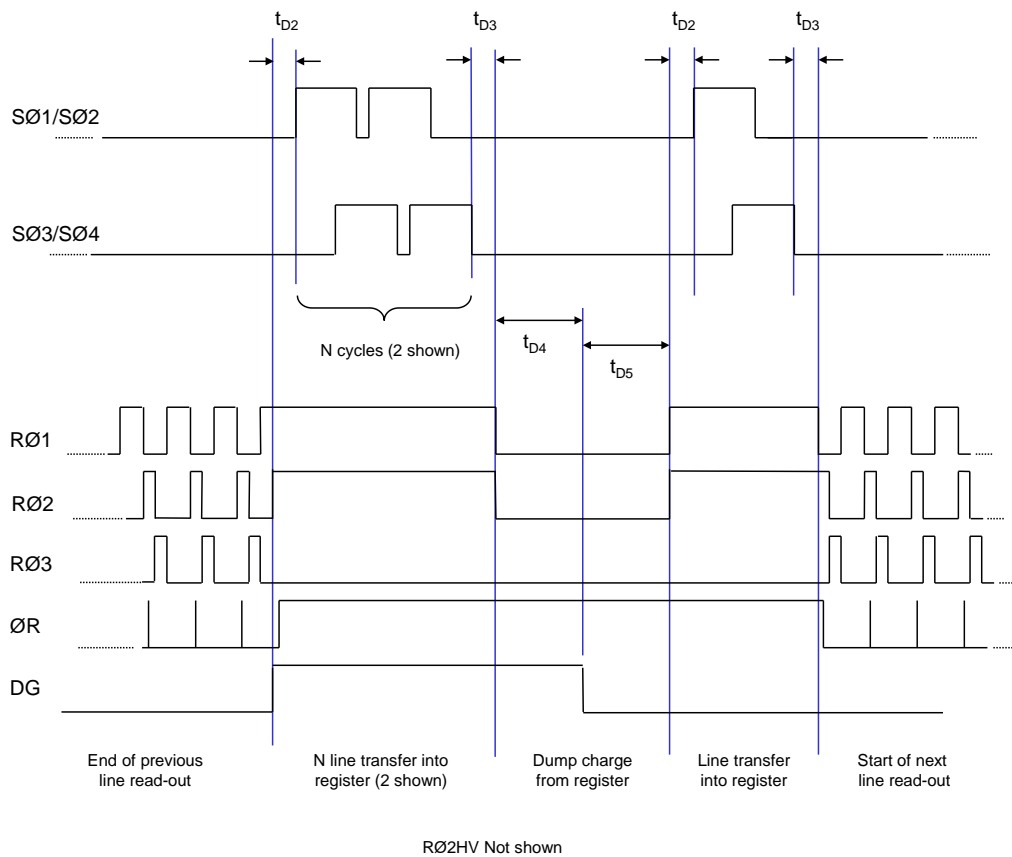 tD2
tD3
tD2
tD3
SØ1/SØ2
SØ3/SØ4
N cycles (2 shown)
tD4
tD5
RØ1
RØ2
RØ3
ØR
DG
End of previous
line read-out
N line transfer into
register (2 shown)
Dump charge
from register
Line transfer
into register
Start of next
line read-out
RØ2HV Not shown